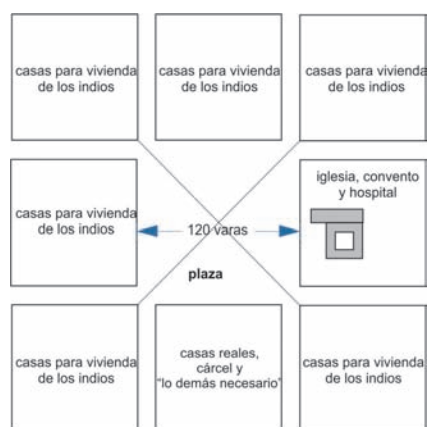 casas para vivienda
de los indios
casas para vivienda
de los indios
casas para vivienda
de los indios
casas para vivienda
de los indios
120 varas
iglesia, convento
y hospital
plaza
casas para vivienda
de los indios
casas reales,
cárcel y
“lo demás necesario”
casas para vivienda
de los indios